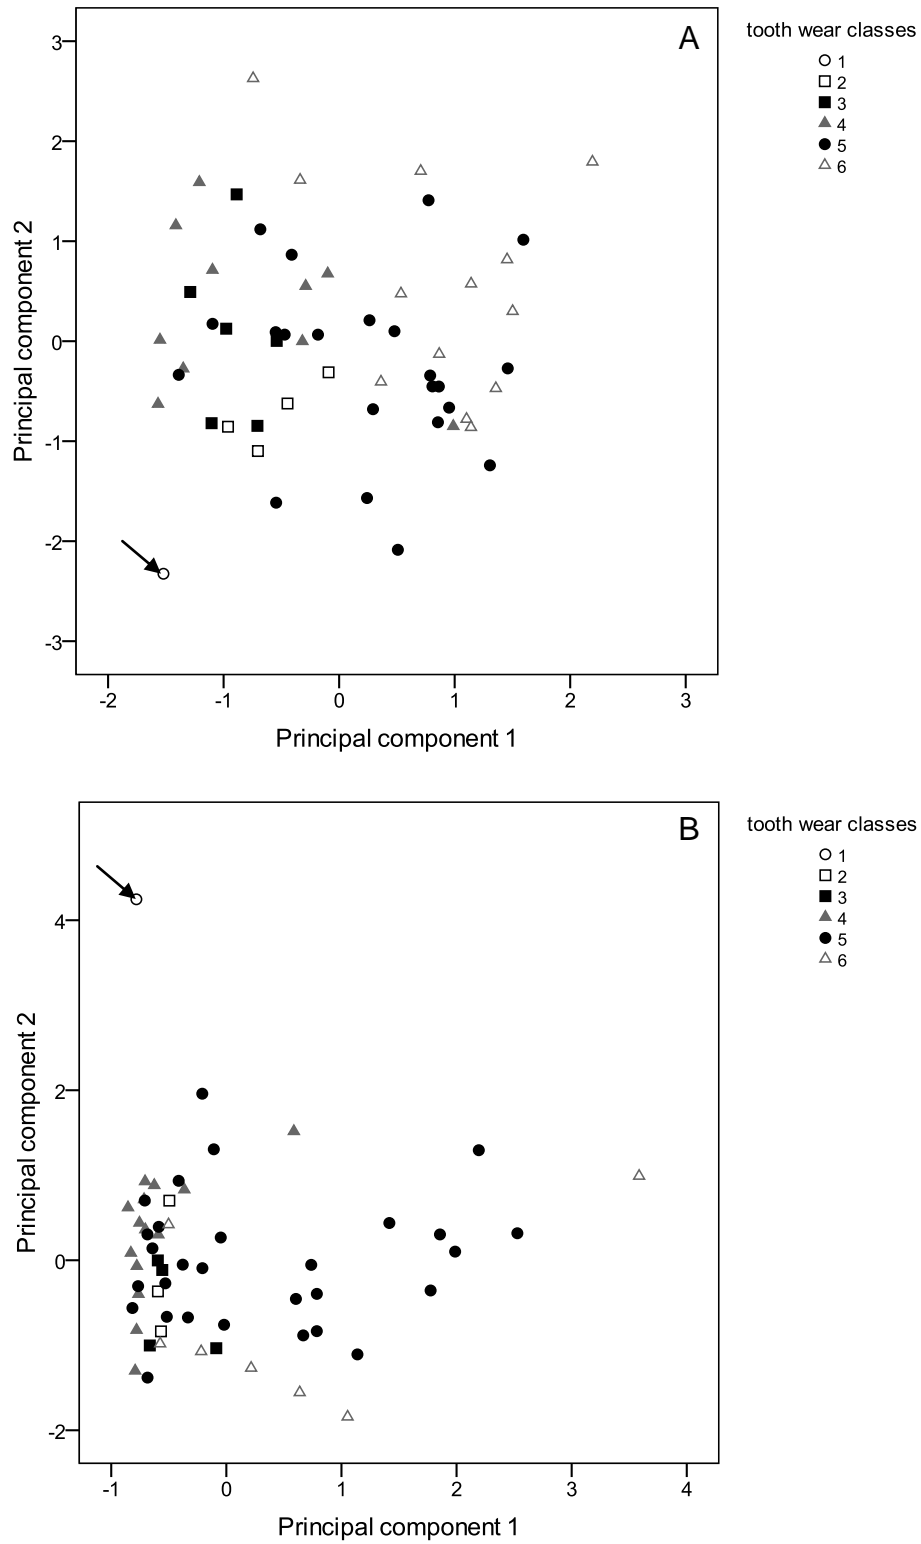 A
tooth wear classes
1
2
3
4
5
6
3
2
1
0
-1
-2
-3
Principal component 2
-2 -1 0 1 2 3
Principal component 1
B
tooth wear classes
1
2
3
4
5
6
4
2
0
-2
Principal component 2
-1 0 1 2 3 4
Principal component 1